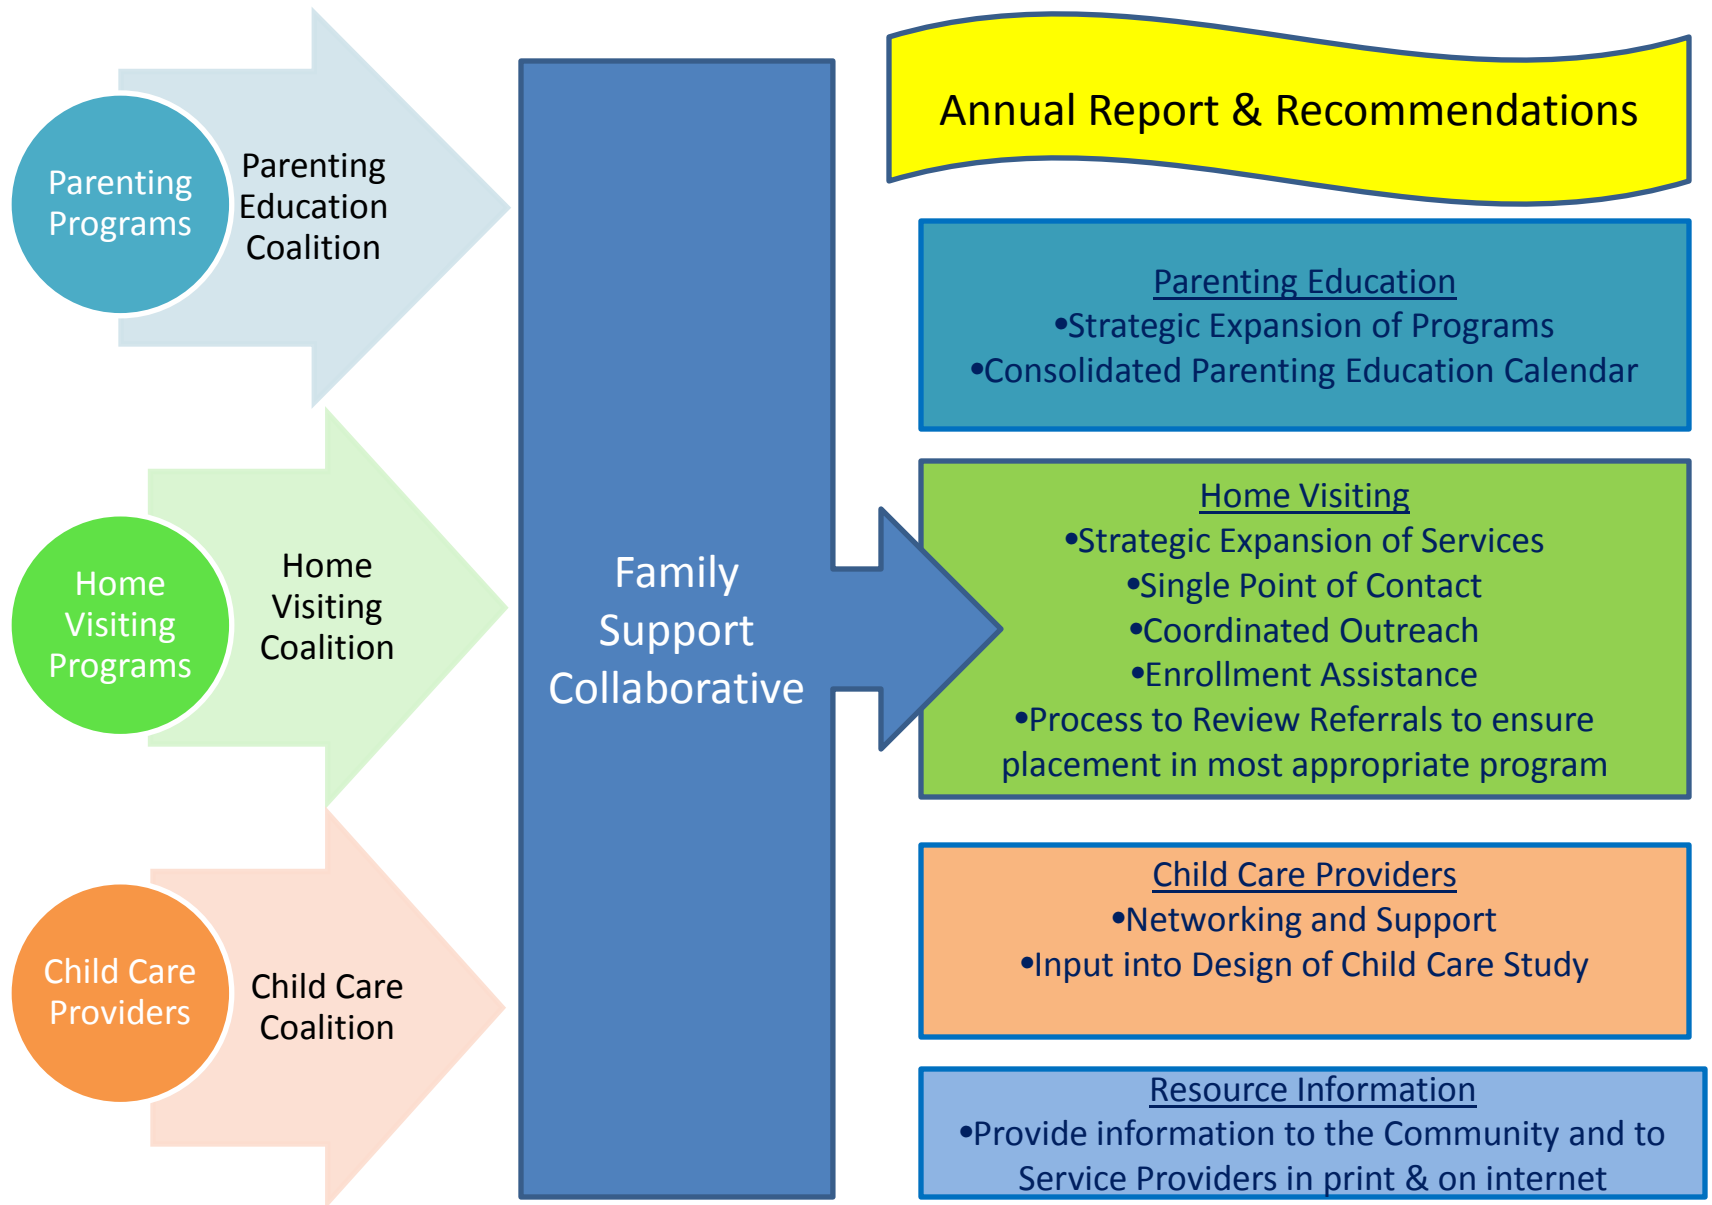 Parenting
Programs
Parenting
Education
Coalition
Home
Visiting
Programs
Home
Visiting
Coalition
Child Care
Providers
Child Care
Coalition
Family
Support
Collaborative
Annual Report & Recommendations
Parenting Education
•Strategic Expansion of Programs
•Consolidated Parenting Education Calendar
Home Visiting
•Strategic Expansion of Services
•Single Point of Contact
•Coordinated Outreach
•Enrollment Assistance
•Process to Review Referrals to ensure
placement in most appropriate program
Child Care Providers
•Networking and Support
•Input into Design of Child Care Study
Resource Information
•Provide information to the Community and to
Service Providers in print & on internet